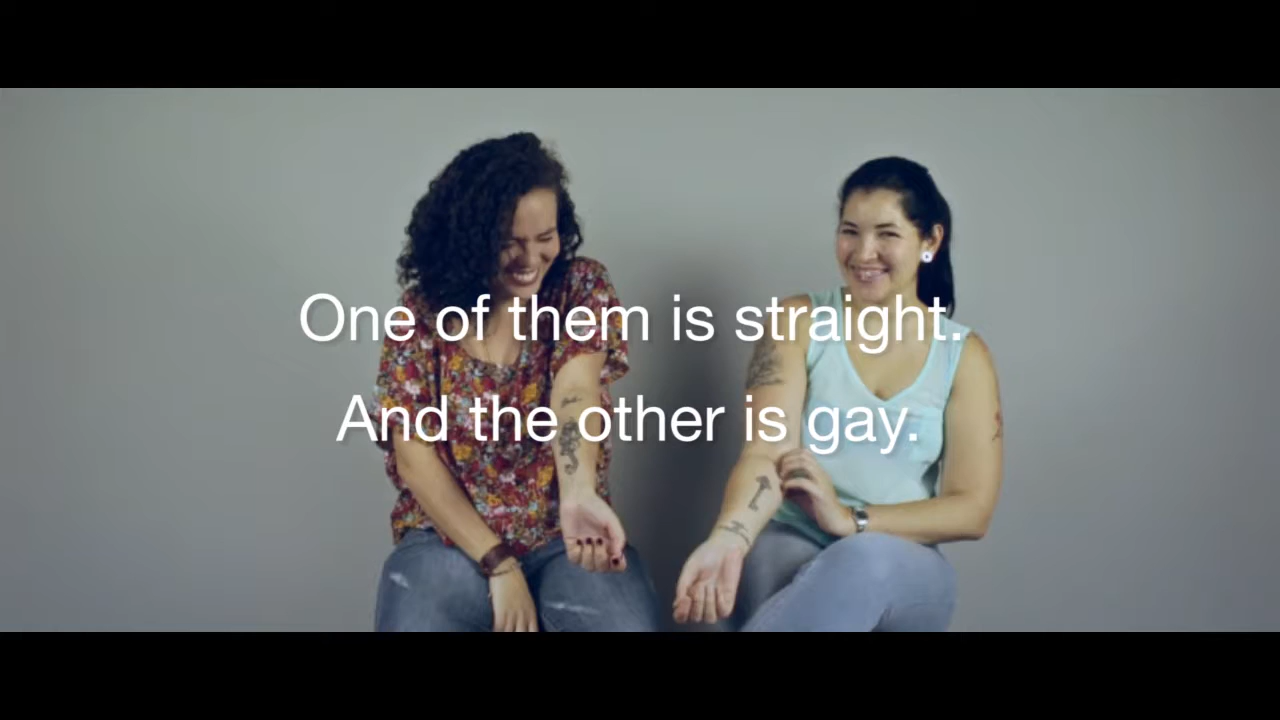 One of them is straight.
And the other is gay.